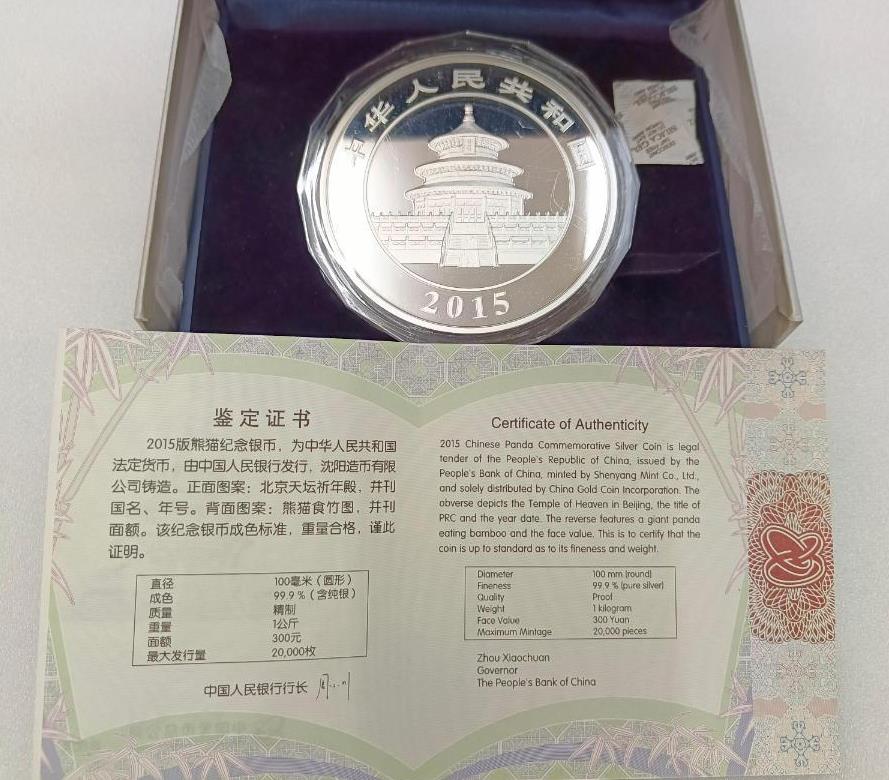 中华人民共和国
2015
SILICA GEL
鉴定证书
2015版熊猫纪念银币，为中华人民共和国
法定货币，由中国人民银行发行，沈阳造币有限
公司铸造。正面图案：北京天坛祈年殿，并刊
国名、年号。背面图案：熊猫食竹图，并刊
面额。该纪念银币成色标准，重量合格，谨此
证明。
直径 100毫米（圆形）
成色 99.9％（含纯银）
质量 精制
重量 1公斤
面额 300元
最大发行量 20,000枚
中国人民银行行长
Certificate of Authenticity
2015 Chinese Panda Commemorative Silver Coin is legal
tender of the People's Republic of China, issued by the
People's Bank of China, minted by Shenyang Mint Co., Ltd.,
and solely distributed by China Gold Coin Incorporation. The
obverse depicts the Temple of Heaven in Beijing, the title of
PRC and the year date. The reverse features a giant panda
eating bamboo and the face value. This is to certify that the
coin is up to standard as to its fineness and weight.
Diameter 100 mm (round)
Fineness 99.9 % (pure silver)
Quality Proof
Weight 1 kilogram
Face Value 300 Yuan
Maximum Mintage 20,000 pieces
Zhou Xiaochuan
Governor
The People's Bank of China